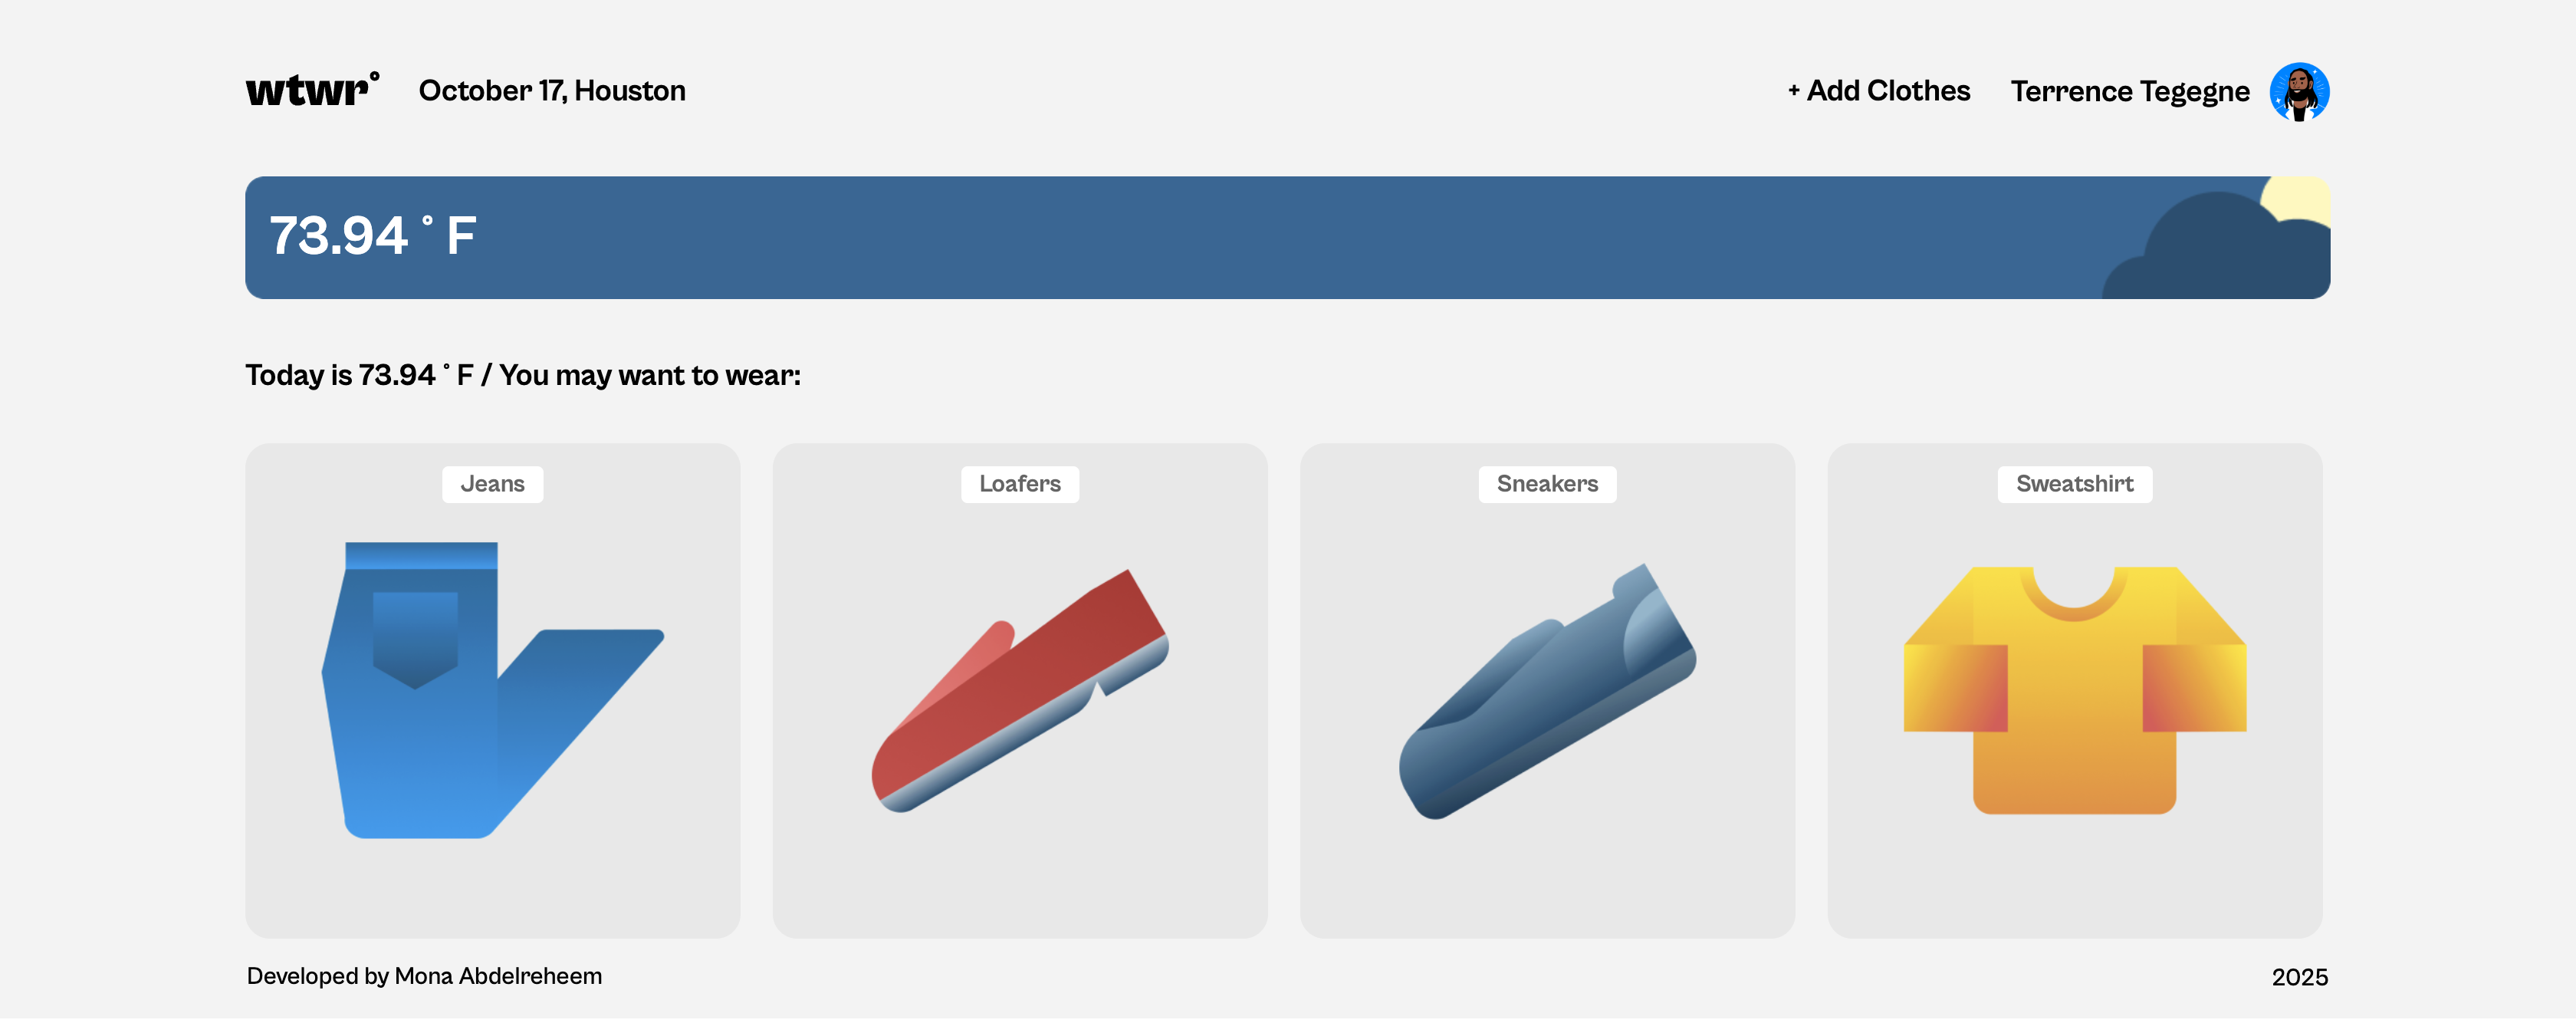 wtwr°
October 17, Houston
+ Add Clothes
Terrence Tegegne
73.94 ° F
Today is 73.94 ° F / You may want to wear:
Jeans
Loafers
Sneakers
Sweatshirt
Developed by Mona Abdelreheem
2025